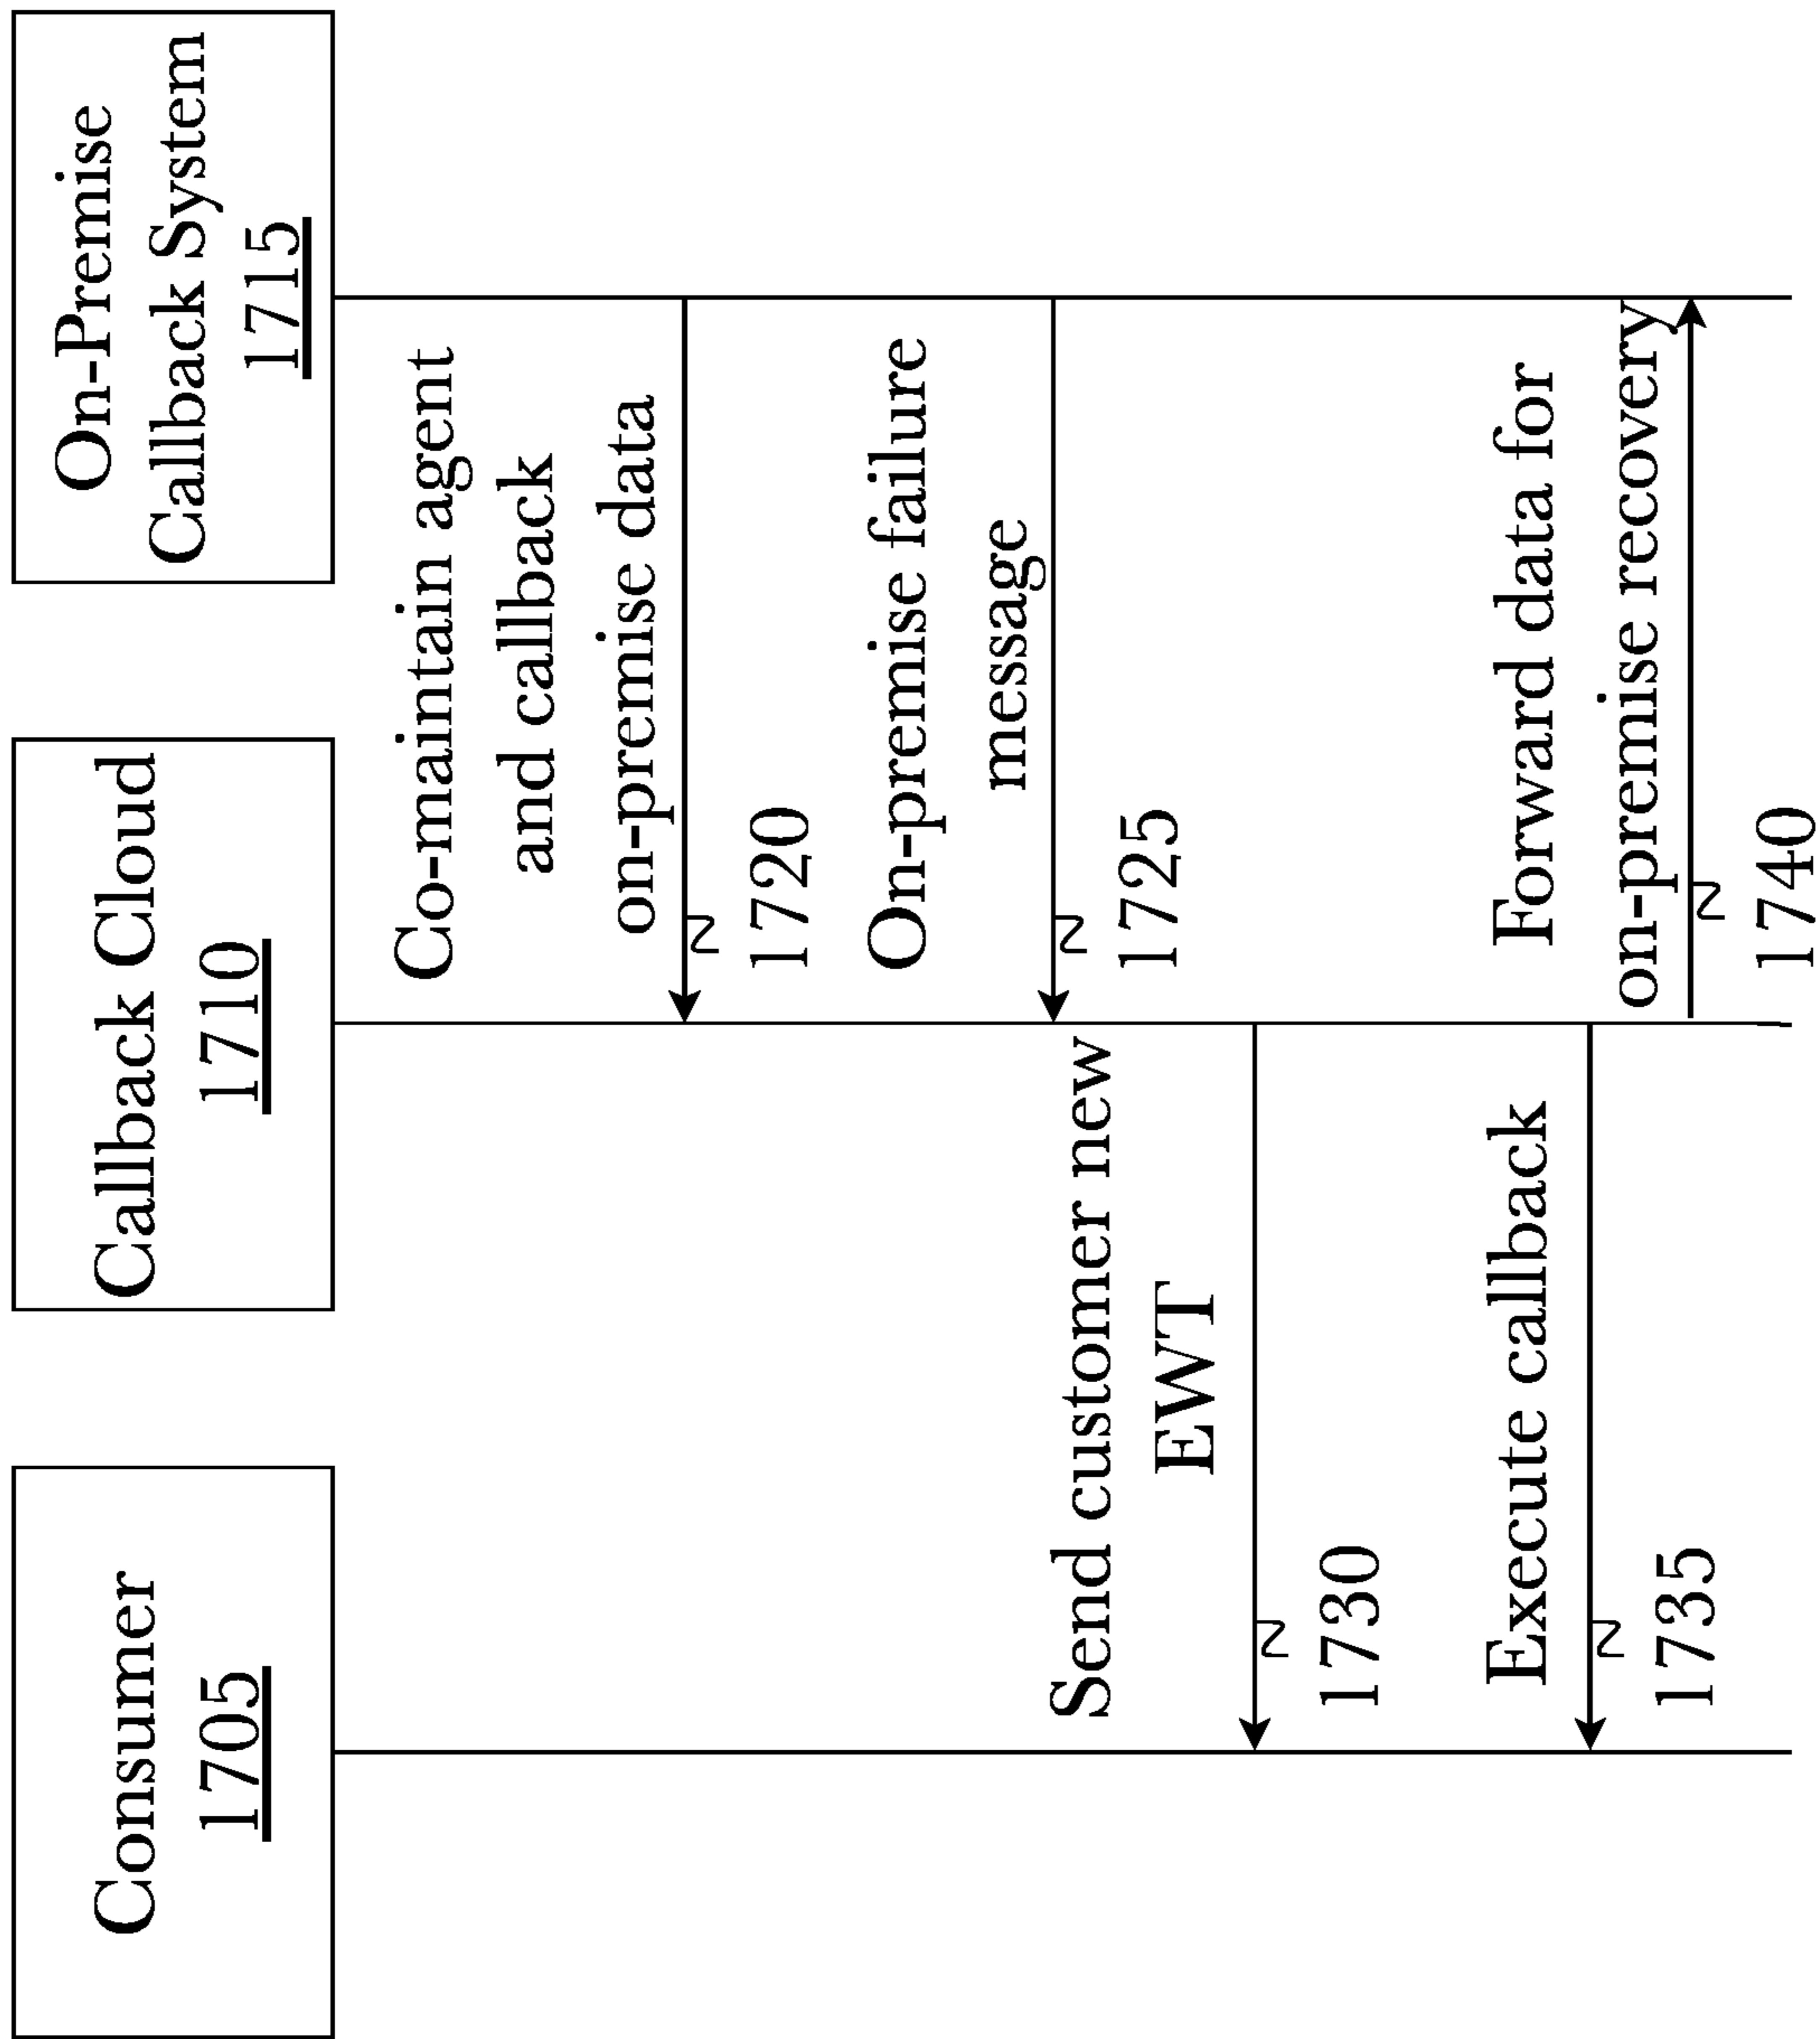 Consumer
1705
Callback Cloud
1710
On-Premise
Callback System
1715
Co-maintain agent
and callback
on-premise data
1720
On-premise failure
message
1725
Send customer new
EWT
1730
Execute callback
1735
Forward data for
on-premise recovery
1740